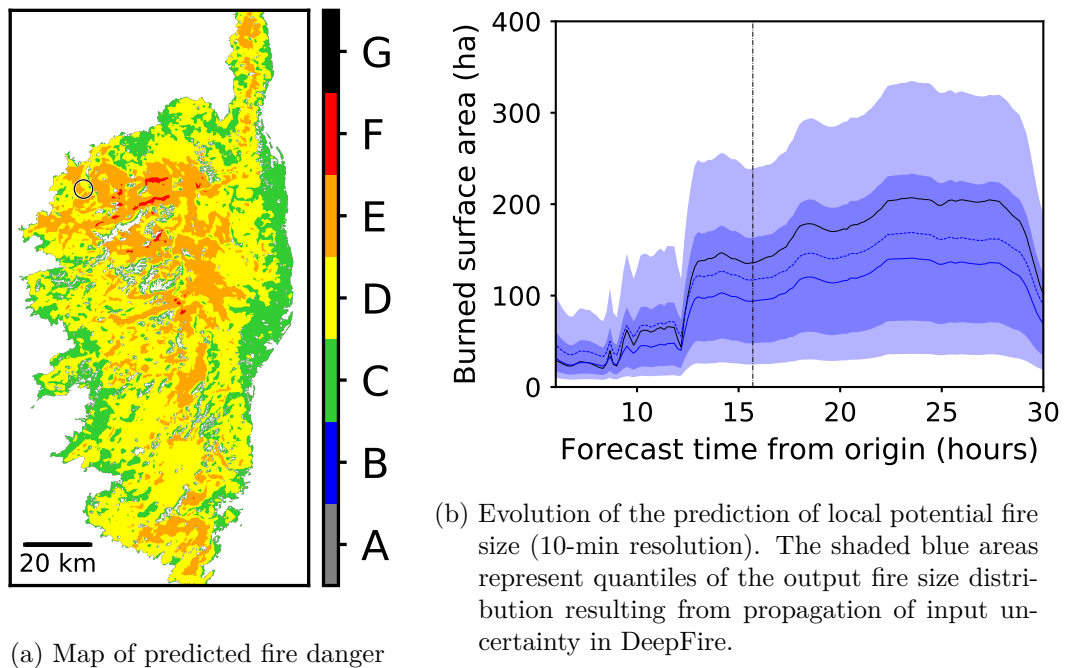 G
F
E
D
C
B
A
20 km
(a) Map of predicted fire danger
Burned surface area (ha)
400
300
200
100
0
10 15 20 25 30
Forecast time from origin (hours)
(b) Evolution of the prediction of local potential fire
size (10-min resolution). The shaded blue areas
represent quantiles of the output fire size distri-
bution resulting from propagation of input un-
certainty in DeepFire.